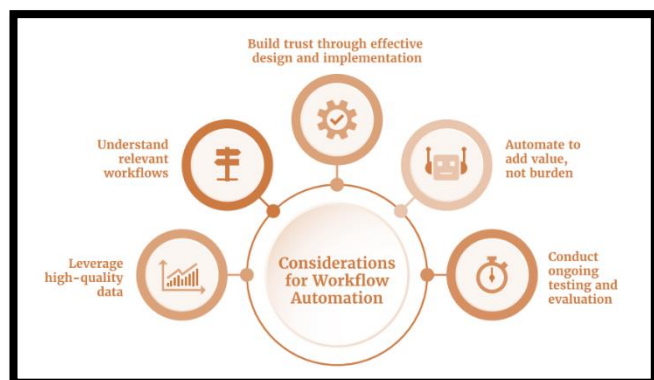 Build trust through effective
design and implementation
Understand
relevant
workflows
Automate to
add value,
not burden
Leverage
high-quality
data
Considerations
for Workflow
Automation
Conduct
ongoing
testing and
evaluation